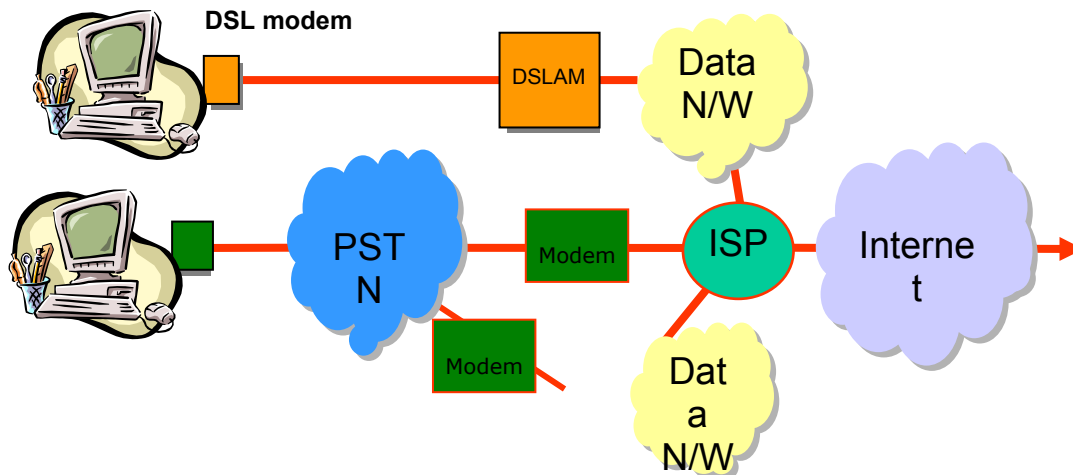 DSL modem
DSLAM
Data
N/W
PST
N
Modem
ISP
Interne
t
Modem
Dat
a
N/W